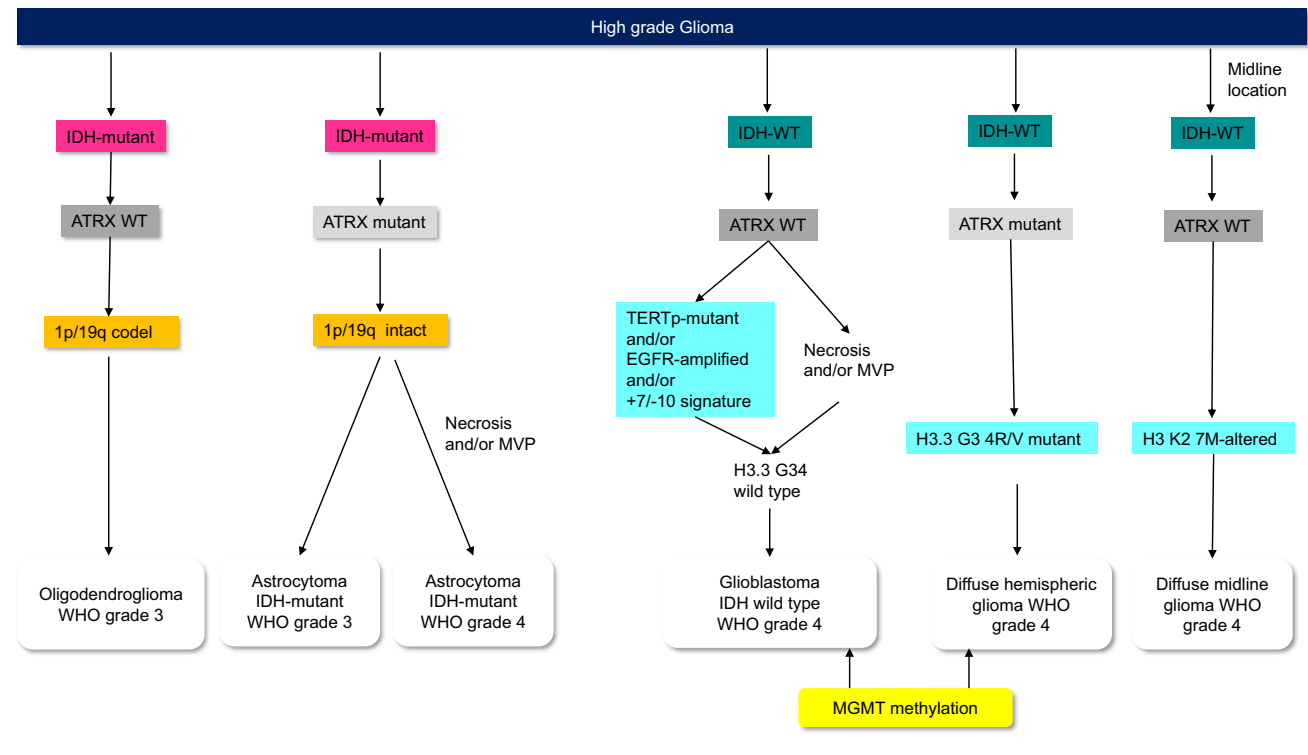 High grade Glioma
Midline
location
IDH-mutant
IDH-mutant
IDH-WT
IDH-WT
IDH-WT
ATRX WT
ATRX mutant
ATRX WT
ATRX mutant
ATRX WT
1p/19q codel
1p/19q intact
TERTp-mutant
and/or
EGFR-amplified
and/or
+7/-10 signature
Necrosis
and/or MVP
Necrosis
and/or MVP
H3.3 G3 4R/V mutant
H3 K2 7M-altered
H3.3 G34
wild type
Oligodendroglioma
WHO grade 3
Astrocytoma
IDH-mutant
WHO grade 3
Astrocytoma
IDH-mutant
WHO grade 4
Glioblastoma
IDH wild type
WHO grade 4
Diffuse hemispheric
glioma WHO
grade 4
Diffuse midline
glioma WHO
grade 4
MGMT methylation